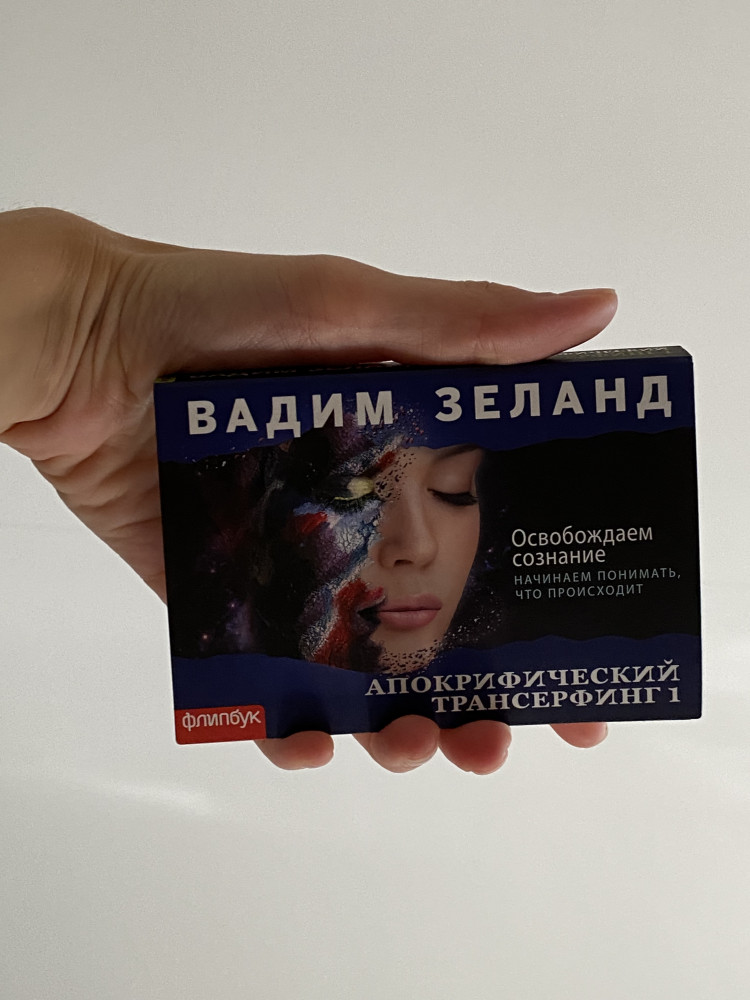 ВАДИМ ЗЕЛАНД
Освобождаем
сознание
НАЧИНАЕМ ПОНИМАТЬ,
ЧТО ПРОИСХОДИТ
АПОКРИФИЧЕСКИЙ
ТРАНСЕРФИНГ 1
флипбук